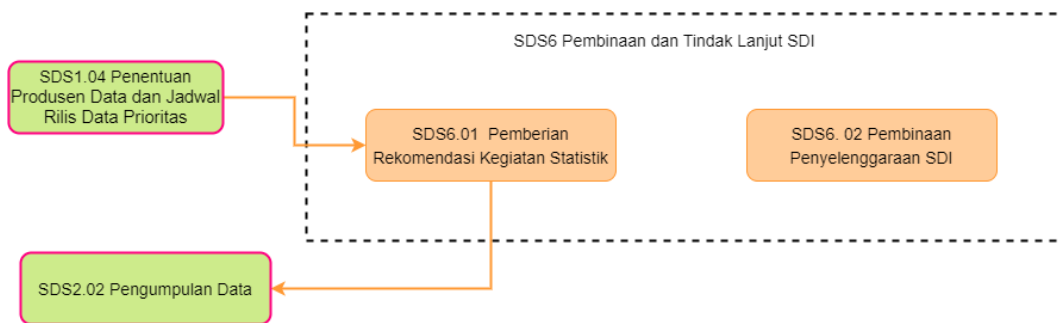 SDS6 Pembinaan dan Tindak Lanjut SDI
SDS1.04 Penentuan
Produsen Data dan Jadwal
Rilis Data Prioritas
SDS6.01 Pemberian
Rekomendasi Kegiatan Statistik
SDS6. 02 Pembinaan
Penyelenggaraan SDI
SDS2.02 Pengumpulan Data